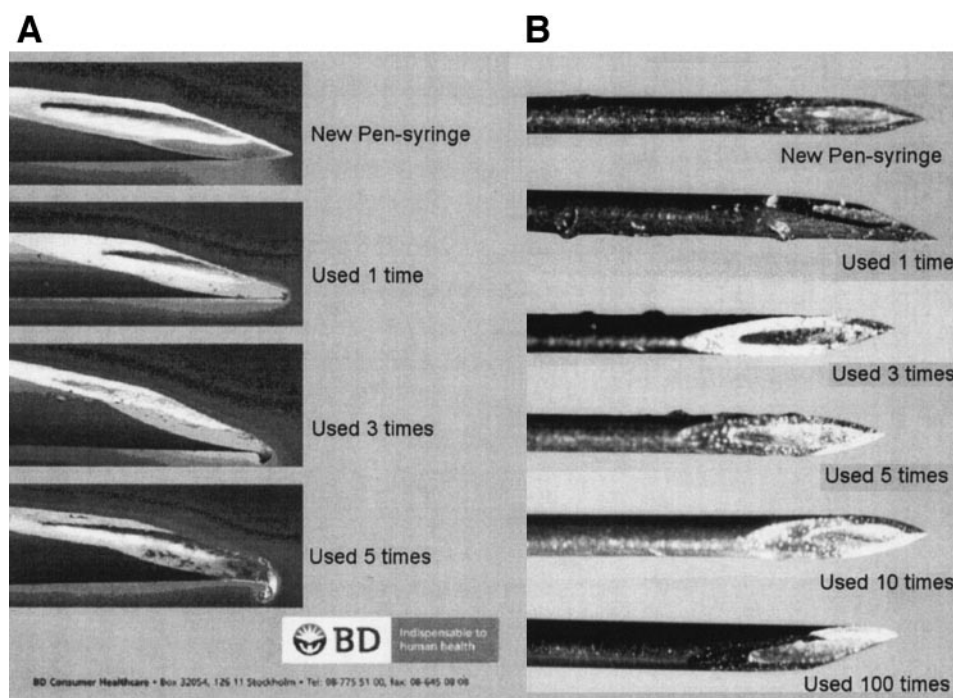 A
New Pen-syringe
Used 1 time
Used 3 times
Used 5 times
BD
Indispensable to
human health
BD Consumer Healthcare • Box 32054, 126 11 Stockholm • Tel: 08-775 51 00, fax: 08-645 08 08
B
New Pen-syringe
Used 1 time
Used 3 times
Used 5 times
Used 10 times
Used 100 times